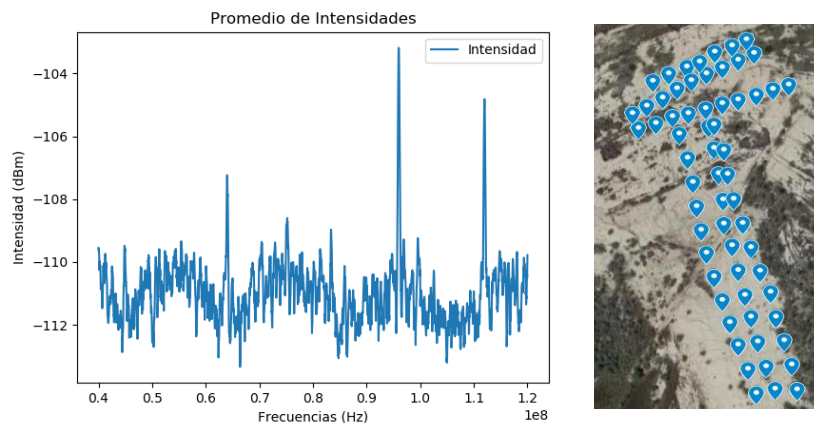 Promedio de Intensidades
Intensidad
−104
−106
−108
−110
−112
Intensidad (dBm)
0.4 0.5 0.6 0.7 0.8 0.9 1.0 1.1 1.2
1e8
Frecuencias (Hz)